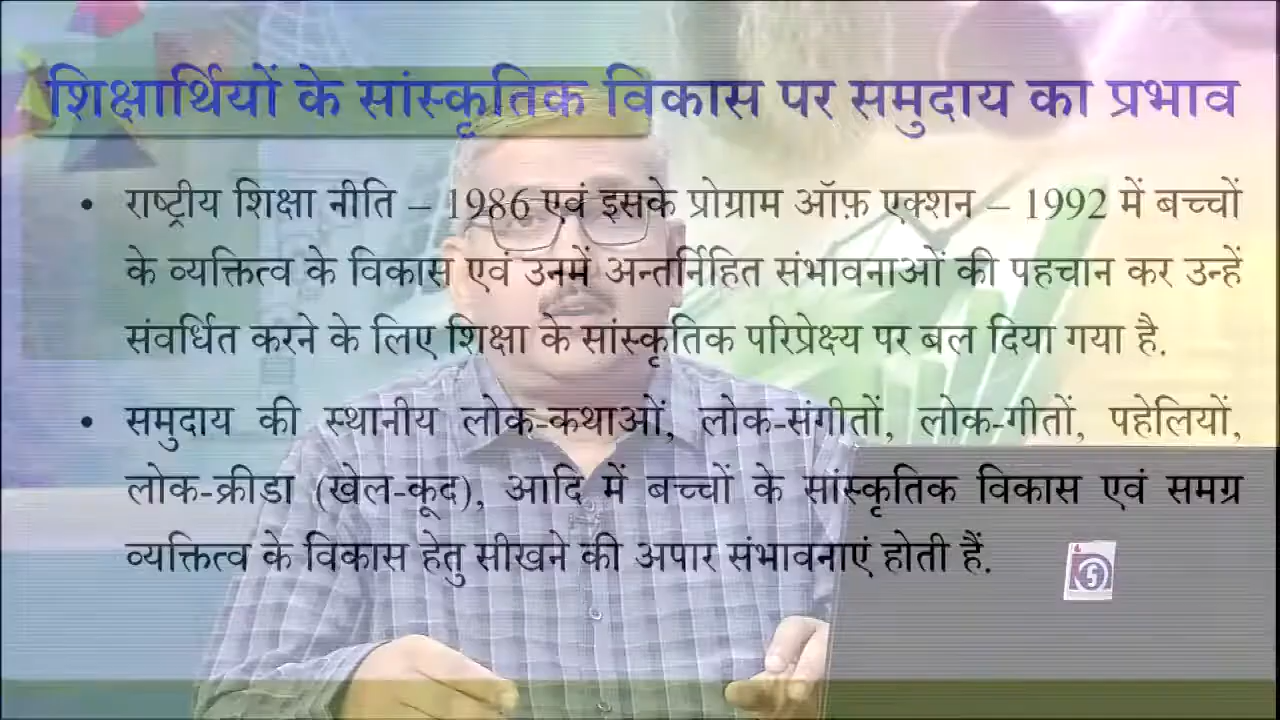 शिक्षार्थियों के सांस्कृतिक विकास पर समुदाय का प्रभाव
• राष्ट्रीय शिक्षा नीति – 1986 एवं इसके प्रोग्राम ऑफ़ एक्शन – 1992 में बच्चों
के व्यक्तित्व के विकास एवं उनमें अन्तर्निहित संभावनाओं की पहचान कर उन्हें
संवर्धित करने के लिए शिक्षा के सांस्कृतिक परिप्रेक्ष्य पर बल दिया गया है.
• समुदाय की स्थानीय लोक-कथाओं, लोक-संगीतों, लोक-गीतों, पहेलियों,
लोक-क्रीडा (खेल-कूद), आदि में बच्चों के सांस्कृतिक विकास एवं समग्र
व्यक्तित्व के विकास हेतु सीखने की अपार संभावनाएं होती हैं.